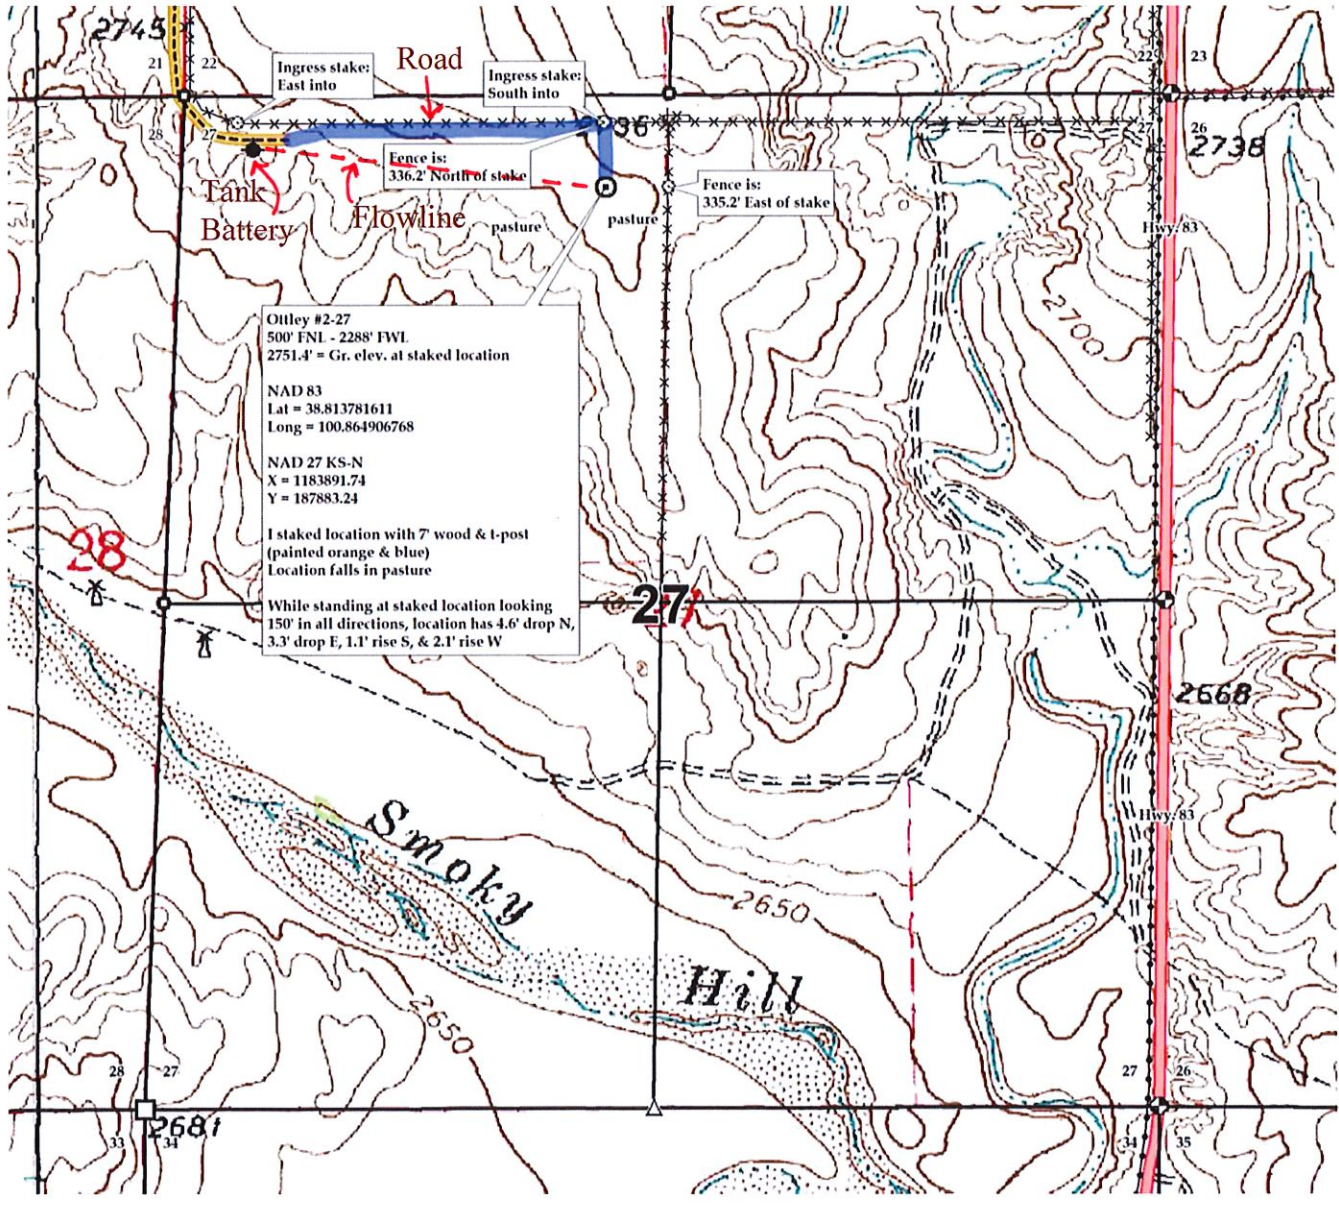 2745
21
22
22
23
Ingress stake:
East into
Road
Ingress stake:
South into
28
27
36
27
26
2738
Fence is:
336.2' North of stake
Fence is:
335.2' East of stake
Tank
Battery
Flowline
pasture
pasture
Hwy. 83
2700
Ottley #2-27
500' FNL - 2288' FWL
2751.4' = Gr. elev. at staked location
NAD 83
Lat = 38.813781611
Long = 100.864906768
NAD 27 KS-N
X = 1183891.74
Y = 187883.24
I staked location with 7' wood & t-post
(painted orange & blue)
Location falls in pasture
While standing at staked location looking
150' in all directions, location has 4.6' drop N,
3.3' drop E, 1.1' rise S, & 2.1' rise W
28
27
2668
Hwy. 83
Smoky
2650
Hill
2650
28
27
27
26
2681
33
34
34
35